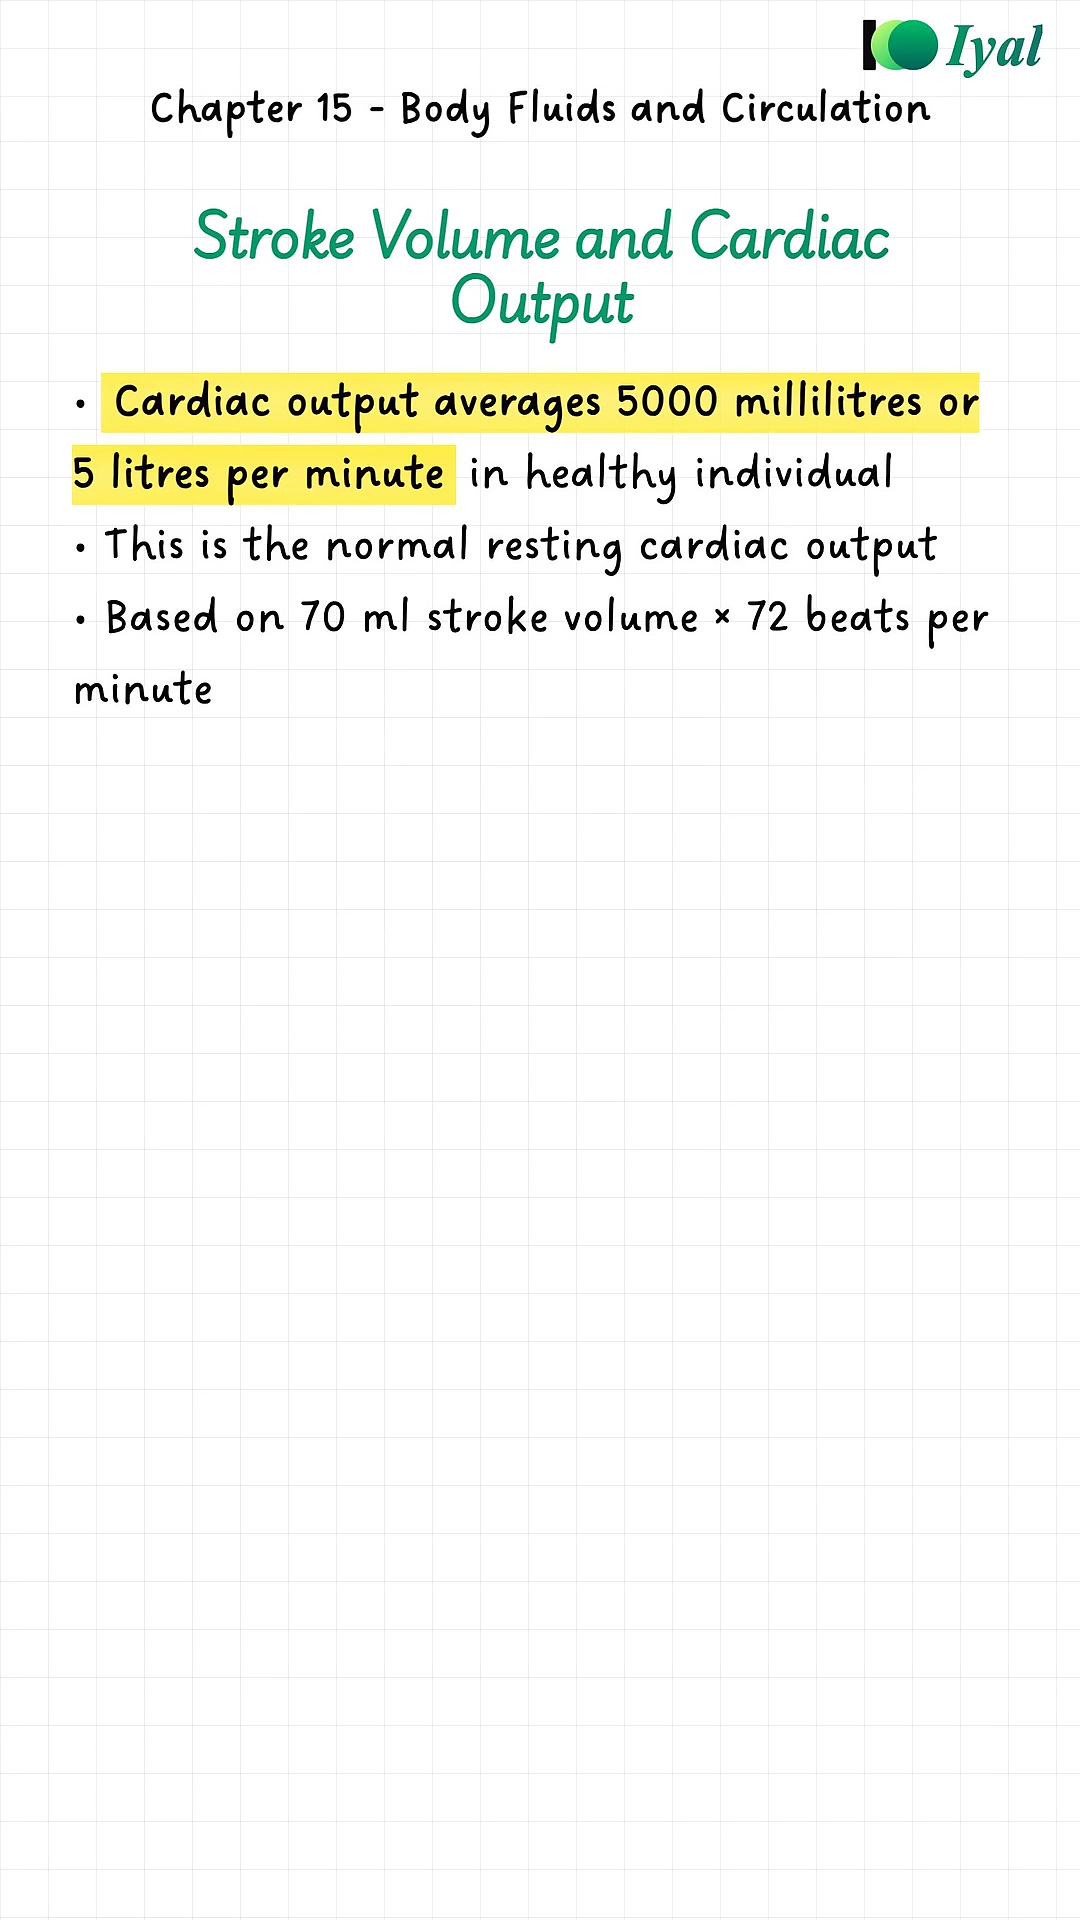 Iyal
Chapter 15 - Body Fluids and Circulation
Stroke Volume and Cardiac
Output
• Cardiac output averages 5000 millilitres or
5 litres per minute in healthy individual
• This is the normal resting cardiac output
• Based on 70 ml stroke volume × 72 beats per
minute